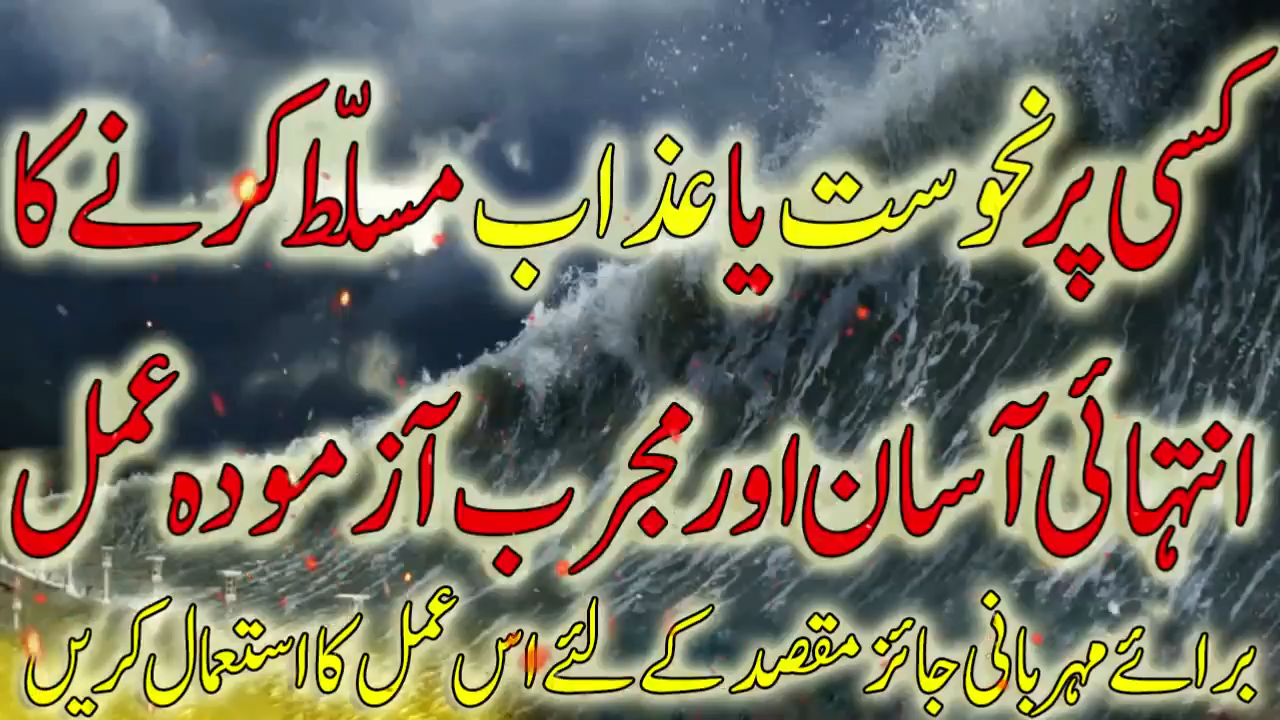 کسی پر نحوست یا عذاب مسلّط کرنے کا
انتہائی آسان اور مجرب آزمودہ عمل
برائے مہربانی جائز مقصد کے لئے اس عمل کا استعمال کریں